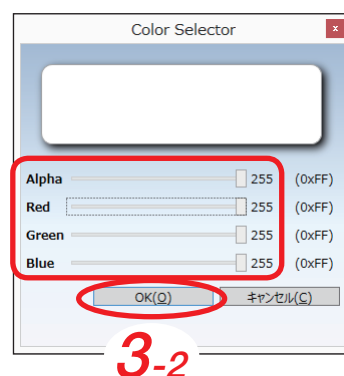 Color Selector x
Alpha 255 (0xFF)
Red 255 (0xFF)
Green 255 (0xFF)
Blue 255 (0xFF)
OK(O) キャンセル(C)
3-2